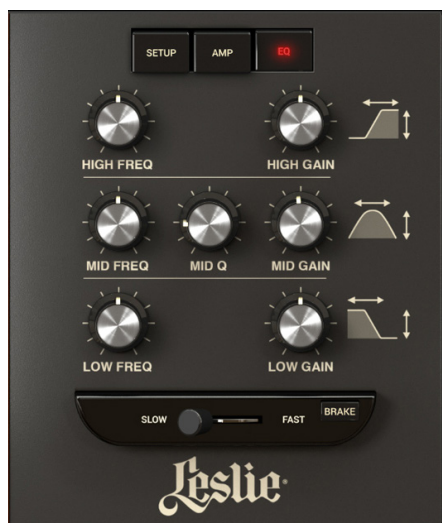 SETUP AMP EQ
HIGH FREQ HIGH GAIN
MID FREQ MID Q MID GAIN
LOW FREQ LOW GAIN
SLOW FAST BRAKE
Leslie